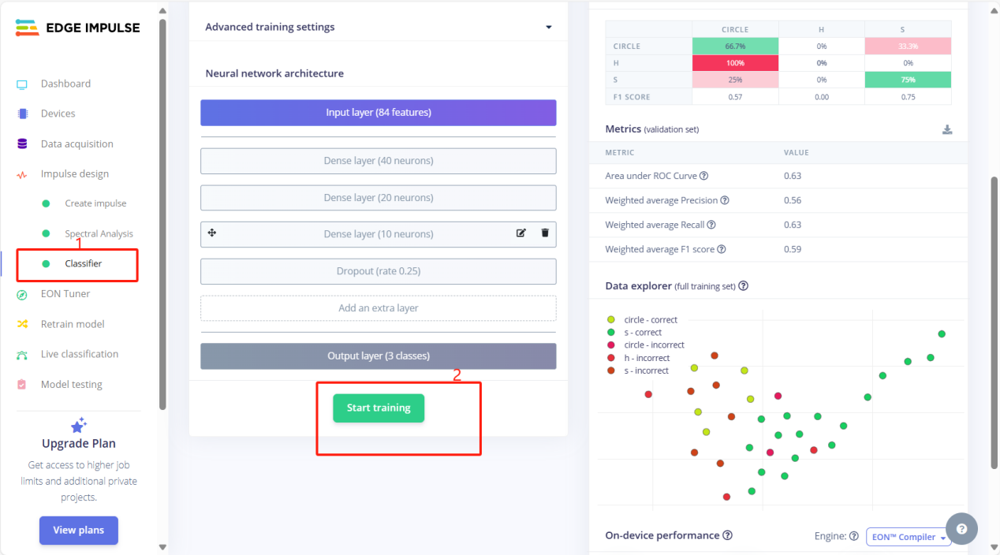 EDGE IMPULSE
Dashboard
Devices
Data acquisition
Impulse design
Create impulse
Spectral Analysis
1
Classifier
EON Tuner
Retrain model
Live classification
Model testing
Upgrade Plan
Get access to higher job
limits and additional private
projects.
View plans
Advanced training settings
Neural network architecture
Input layer (84 features)
Dense layer (40 neurons)
Dense layer (20 neurons)
Dense layer (10 neurons)
Dropout (rate 0.25)
Add an extra layer
Output layer (3 classes)
2
Start training
CIRCLE H S
CIRCLE 66.7% 0% 33.3%
H 100% 0% 0%
S 25% 0% 75%
F1 SCORE 0.57 0.00 0.75
Metrics (validation set)
METRIC VALUE
Area under ROC Curve ? 0.63
Weighted average Precision ? 0.56
Weighted average Recall ? 0.63
Weighted average F1 score ? 0.59
Data explorer (full training set) ?
circle - correct
s - correct
circle - incorrect
h - incorrect
s - incorrect
On-device performance ? Engine: ? EON™ Compiler
?